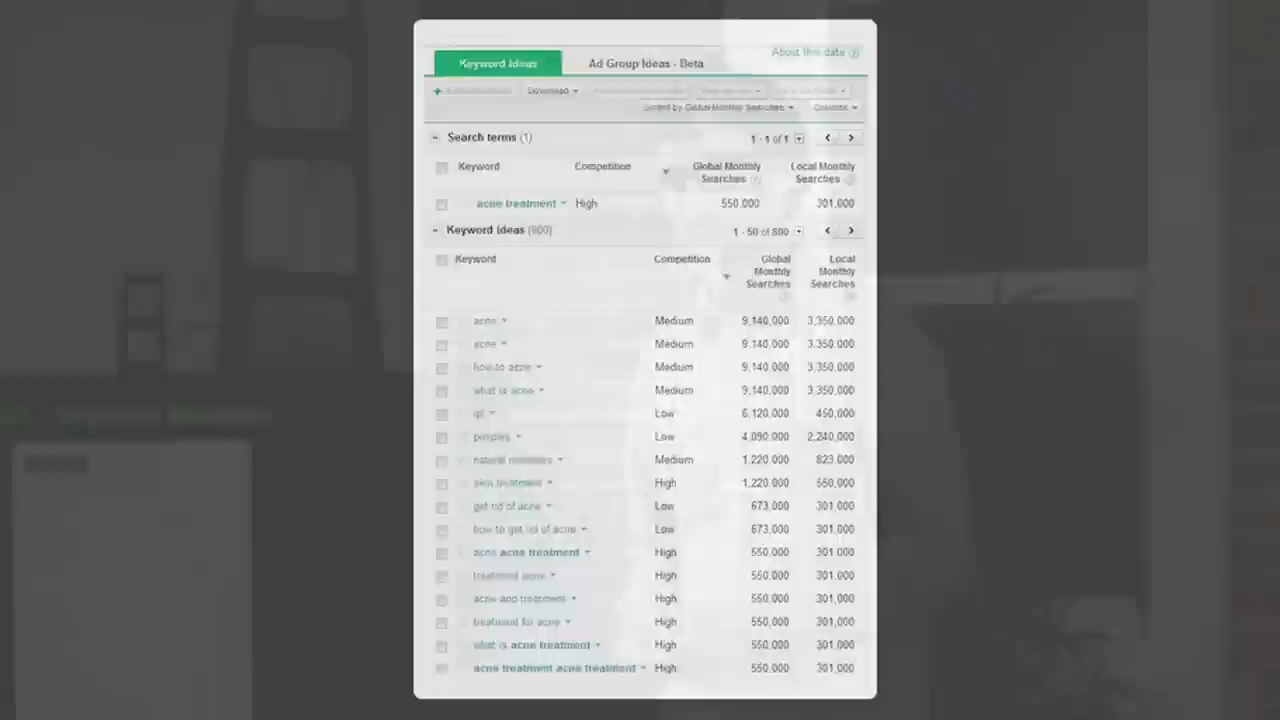 About this data
Keyword Ideas Ad Group Ideas - Beta
Download
Sorted by Global Monthly Searches Columns
Search terms (1) 1 - 1 of 1
Keyword Competition Global Monthly Searches Local Monthly Searches
acne treatment High 550,000 301,000
Keyword Ideas (800) 1 - 50 of 800
Keyword Competition Global Monthly Searches Local Monthly Searches
acne Medium 9,140,000 3,350,000
acne Medium 9,140,000 3,350,000
how to acne Medium 9,140,000 3,350,000
what is acne Medium 9,140,000 3,350,000
ipl Low 6,120,000 450,000
pimples Low 4,090,000 2,240,000
natural remedies Medium 1,220,000 823,000
skin treatment High 1,220,000 550,000
get rid of acne Low 673,000 301,000
how to get rid of acne Low 673,000 301,000
acne acne treatment High 550,000 301,000
treatment acne High 550,000 301,000
acne and treatment High 550,000 301,000
treatment for acne High 550,000 301,000
what is acne treatment High 550,000 301,000
acne treatment acne treatment High 550,000 301,000